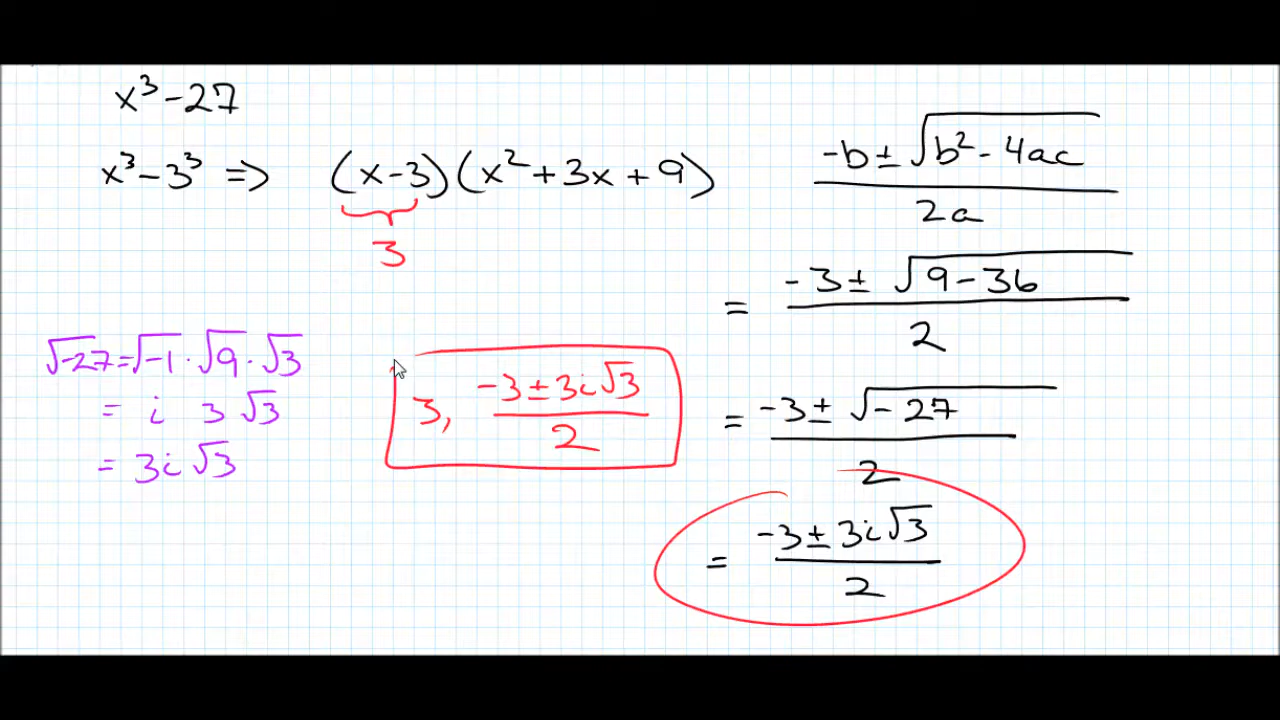 x³ - 27
x³ - 3³ => (x-3)(x² + 3x + 9)
3
-b ± √b² - 4ac
2a
= -3 ± √9 - 36
2
= -3 ± √-27
2
= -3 ± 3i√3
2
√-27 = √-1 · √9 · √3
= i 3 √3
= 3i √3
3, -3 ± 3i√3
2